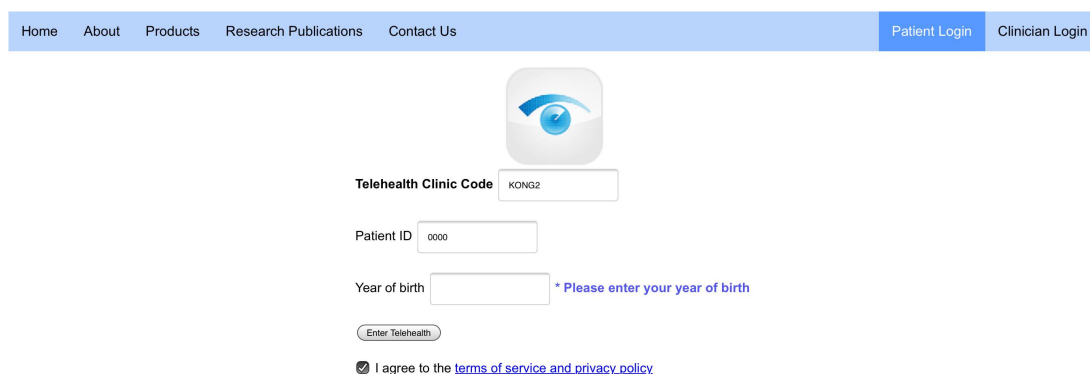 Home About Products Research Publications Contact Us Patient Login Clinician Login
Telehealth Clinic Code KONG2
Patient ID 0000
Year of birth * Please enter your year of birth
Enter Telehealth
I agree to the terms of service and privacy policy